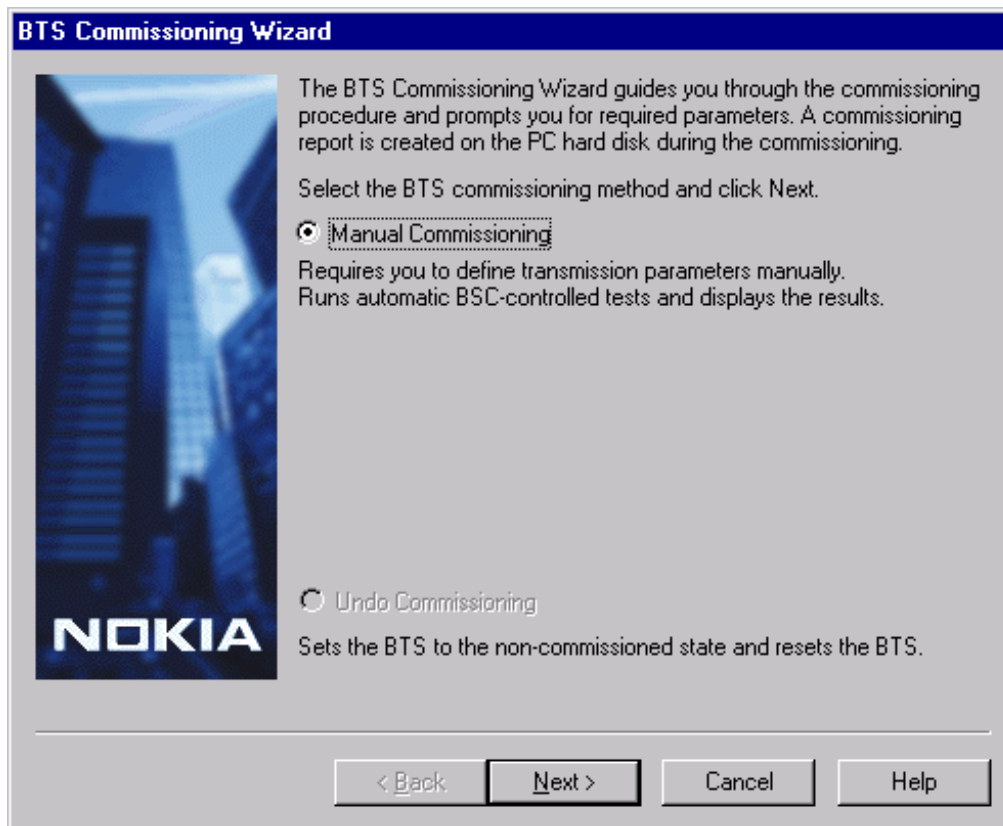 BTS Commissioning Wizard
The BTS Commissioning Wizard guides you through the commissioning
procedure and prompts you for required parameters. A commissioning
report is created on the PC hard disk during the commissioning.
Select the BTS commissioning method and click Next.
Manual Commissioning
Requires you to define transmission parameters manually.
Runs automatic BSC-controlled tests and displays the results.
Undo Commissioning
NOKIA
Sets the BTS to the non-commissioned state and resets the BTS.
< Back
Next >
Cancel
Help